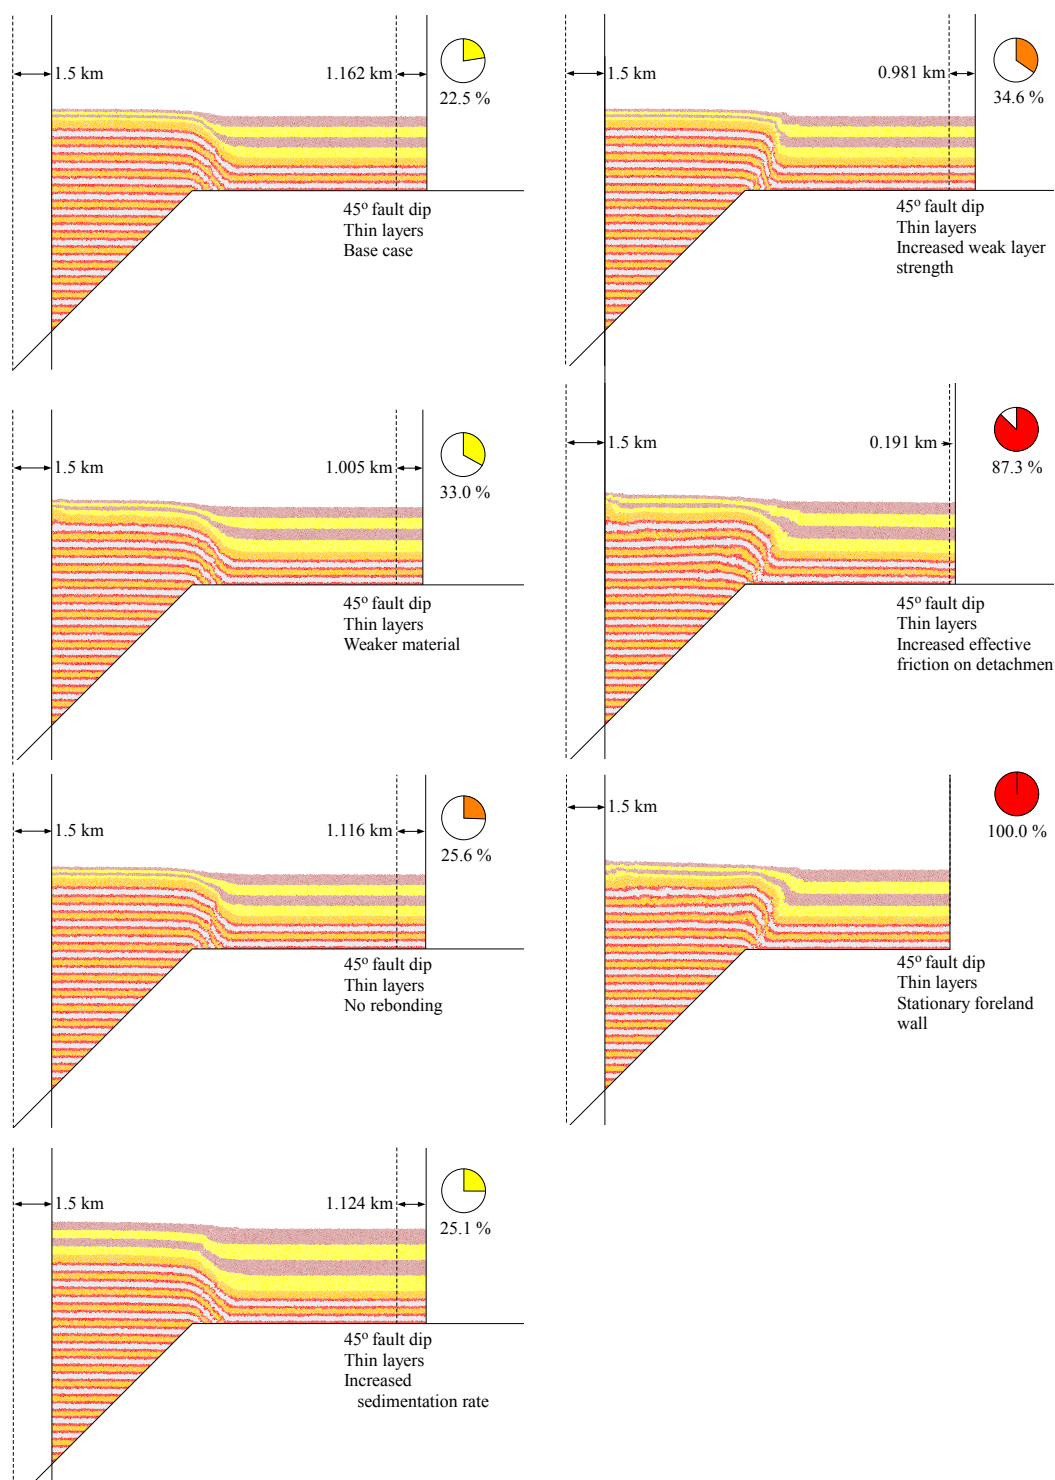 1.5 km
1.162 km
22.5 %
45º fault dip
Thin layers
Base case
1.5 km
0.981 km
34.6 %
45º fault dip
Thin layers
Increased weak layer
strength
1.5 km
1.005 km
33.0 %
45º fault dip
Thin layers
Weaker material
1.5 km
0.191 km
87.3 %
45º fault dip
Thin layers
Increased effective
friction on detachmen
1.5 km
1.116 km
25.6 %
45º fault dip
Thin layers
No rebonding
1.5 km
100.0 %
45º fault dip
Thin layers
Stationary foreland
wall
1.5 km
1.124 km
25.1 %
45º fault dip
Thin layers
Increased
sedimentation rate